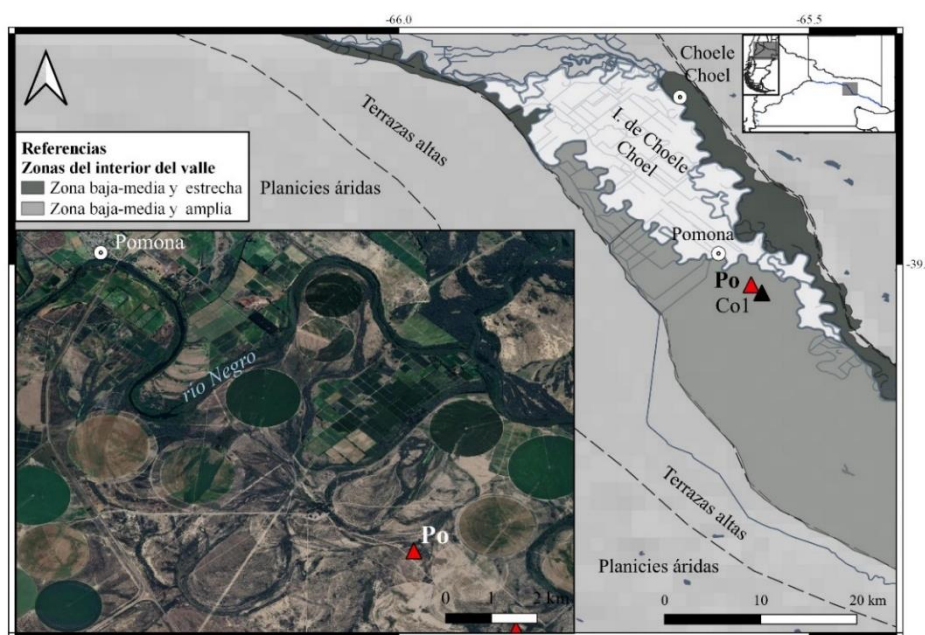 -66.0
-65.5
Choele
Choel
Terrazas altas
I. de Choele
Choel
Referencias
Zonas del interior del valle
Zona baja-media y estrecha
Zona baja-media y amplia
Planicies áridas
Pomona
Pomona
-39.
Po
Co1
río Negro
Po
Terrazas altas
Planicies áridas
0 1 2 km
0 10 20 km